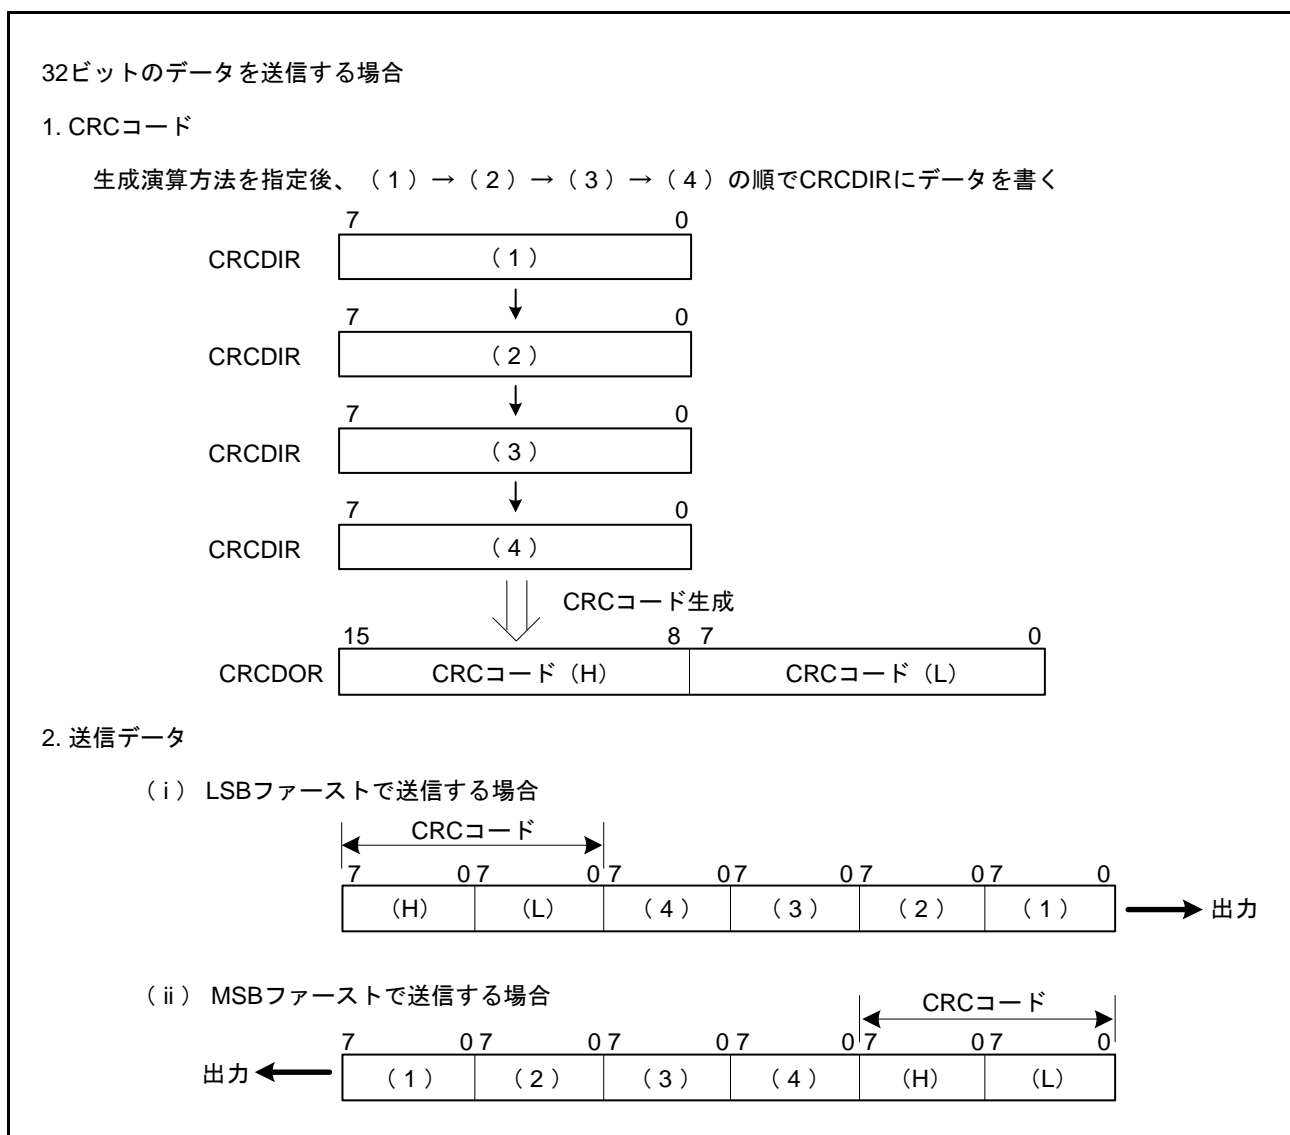 32ビットのデータを送信する場合
1. CRCコード
生成演算方法を指定後、（1）→（2）→（3）→（4）の順でCRCDIRにデータを書く
7 0
CRCDIR （1）
7 0
CRCDIR （2）
7 0
CRCDIR （3）
7 0
CRCDIR （4）
CRCコード生成
15 8 7 0
CRCDOR CRCコード（H） CRCコード（L）
2. 送信データ
（i） LSBファーストで送信する場合
CRCコード
7 0 7 0 7 0 7 0 7 0 7 0
（H） （L） （4） （3） （2） （1） 出力
（ii） MSBファーストで送信する場合
CRCコード
7 0 7 0 7 0 7 0 7 0 7 0
出力 （1） （2） （3） （4） （H） （L）